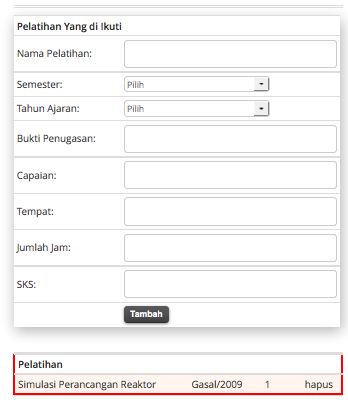 Pelatihan Yang di Ikuti
Nama Pelatihan:
Semester: Pilih
Tahun Ajaran: Pilih
Bukti Penugasan:
Capaian:
Tempat:
Jumlah Jam:
SKS:
Tambah
Pelatihan
Simulasi Perancangan Reaktor Gasal/2009 1 hapus